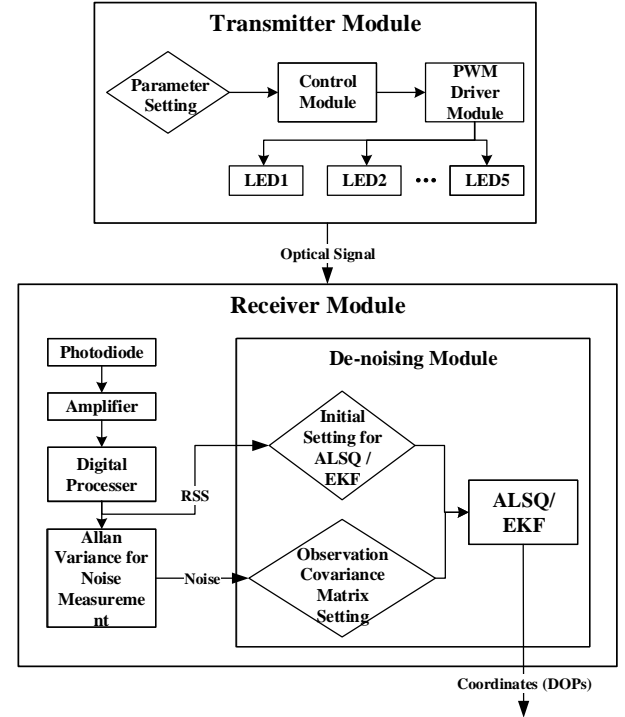 Transmitter Module
Parameter
Setting
Control
Module
PWM
Driver
Module
LED1
LED2
...
LED5
Optical Signal
Receiver Module
Photodiode
Amplifier
Digital
Processer
Allan
Variance for
Noise
Measureme
nt
RSS
Noise
De-noising Module
Initial
Setting for
ALSQ /
EKF
Observation
Covariance
Matrix
Setting
ALSQ/
EKF
Coordinates (DOPs)